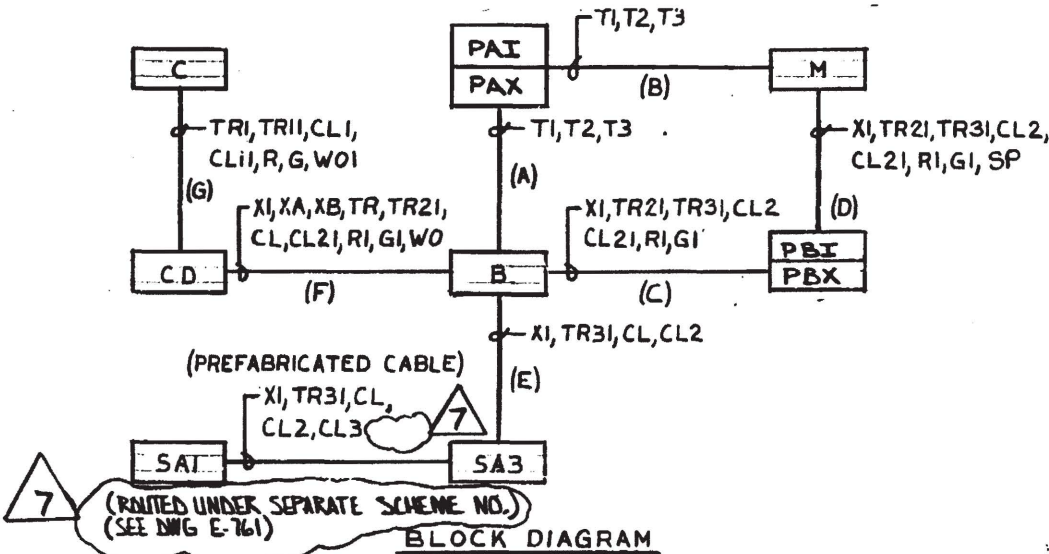 T1,T2,T3
C
PAI
PAX
(B)
M
TR1,TR11,CL1,
CL11,R,G,WO1
(G)
T1,T2,T3
(A)
X1,TR21,TR31,CL2,
CL21,R1,G1,SP
(D)
X1,XA,XB,TR,TR21,
CL,CL21,R1,G1,WO
X1,TR21,TR31,CL2
CL21,R1,G1
CD
(F)
B
(C)
PBI
PBX
X1,TR31,CL,CL2
(E)
(PREFABRICATED CABLE)
X1,TR31,CL,
CL2,CL3
7
SA1
SA3
7
(ROUTED UNDER SEPARATE SCHEME NO.)
(SEE DWG E-761)
BLOCK DIAGRAM